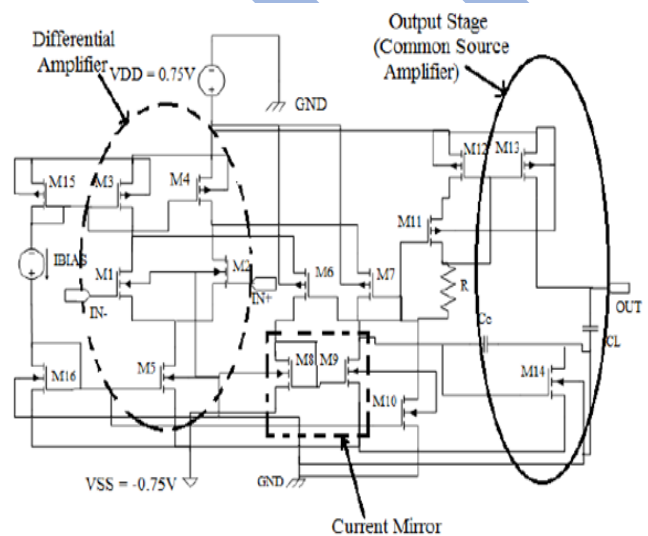 Output Stage
(Common Source
Amplifier)
Differential
Amplifier
VDD = 0.75V
GND
M15
M3
M4
M12
M13
M11
IBIAS
M1
M2
M6
M7
R
IN-
IN+
OUT
Cc
CL
M16
M5
M8
M9
M10
M14
VSS = -0.75V
GND
Current Mirror